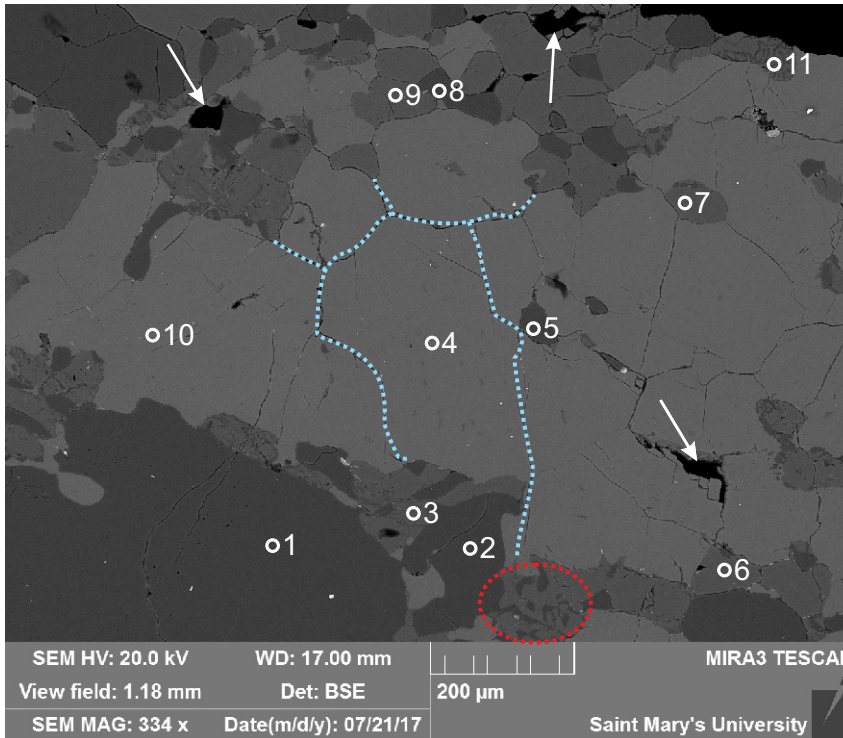 11
9 8
7
5
10 4
3
1 2
6
SEM HV: 20.0 kV WD: 17.00 mm MIRA3 TESCA
View field: 1.18 mm Det: BSE 200 µm
SEM MAG: 334 x Date(m/d/y): 07/21/17 Saint Mary's University